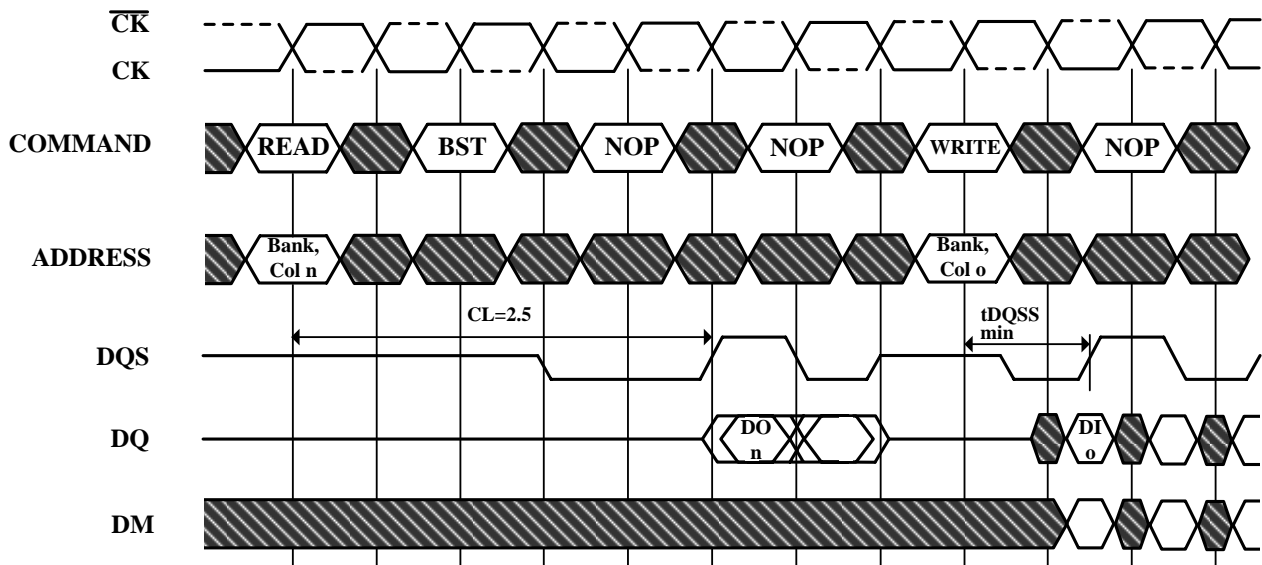 CK
CK
COMMAND
READ
BST
NOP
NOP
WRITE
NOP
ADDRESS
Bank,
Col n
Bank,
Col o
CL=2.5
tDQSS
min
DQS
DQ
DO
n
DI
o
DM